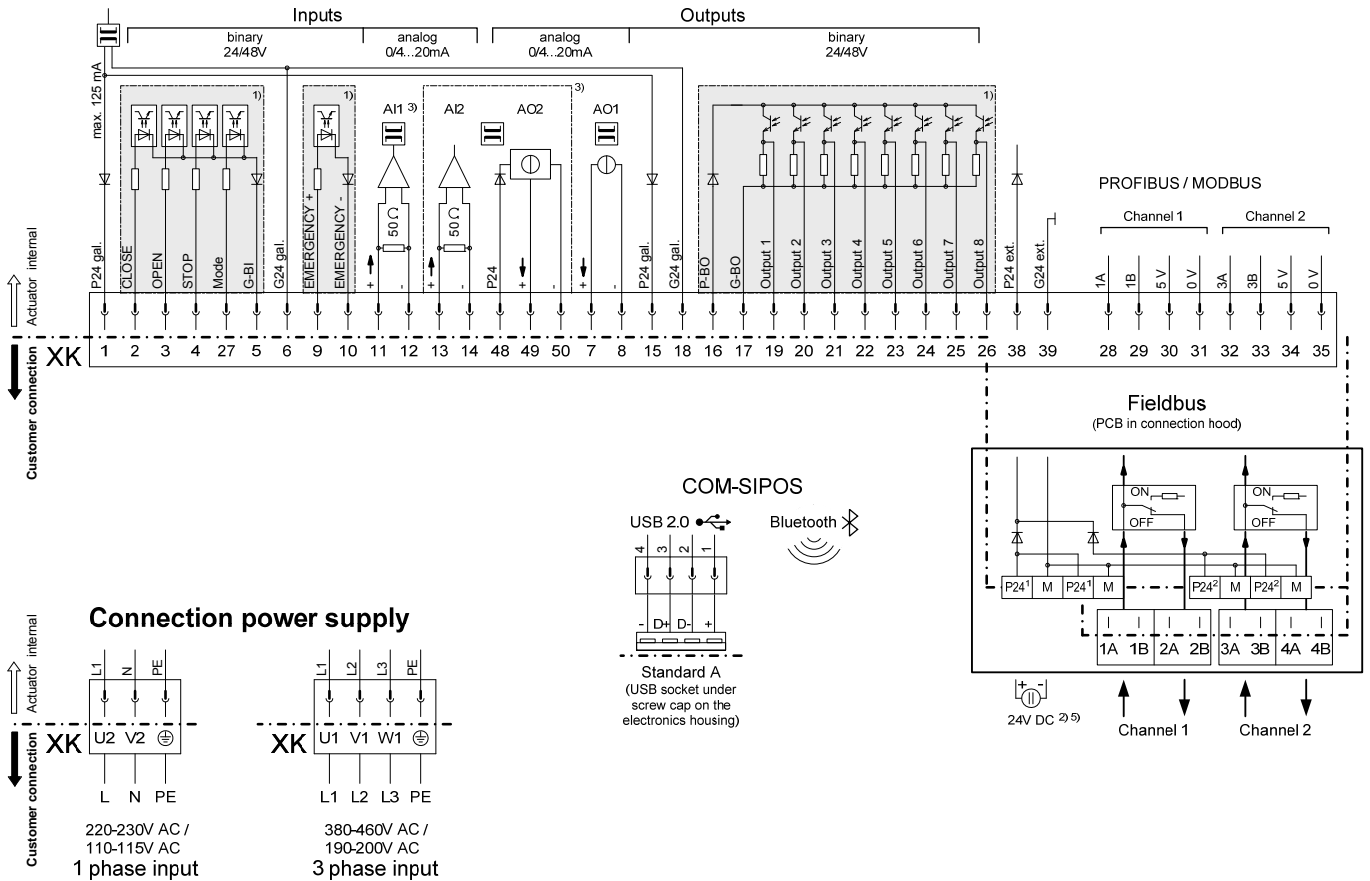 Inputs
Outputs
binary
24/48V
analog
0/4...20mA
analog
0/4...20mA
binary
24/48V
max. 125 mA
1)
1)
AI1 3)
AI2
AO2
3)
AO1
1)
50 Ω
50 Ω
PROFIBUS / MODBUS
Channel 1
Channel 2
Actuator internal
P24 gal.
CLOSE
OPEN
STOP
Mode
G-BI
G24 gal.
EMERGENCY +
EMERGENCY -
+
-
+
-
P24
+
-
+
-
P24 gal.
G24 gal.
P-BO
G-BO
Output 1
Output 2
Output 3
Output 4
Output 5
Output 6
Output 7
Output 8
P24 ext.
G24 ext.
1A
1B
5 V
0 V
3A
3B
5 V
0 V
Customer connection
XK 1 2 3 4 27 5 6 9 10 11 12 13 14 48 49 50 7 8 15 18 16 17 19 20 21 22 23 24 25 26 38 39 28 29 30 31 32 33 34 35
Fieldbus
(PCB in connection hood)
ON
OFF
ON
OFF
P24¹ M P24¹ M
P24² M P24² M
1A 1B 2A 2B 3A 3B 4A 4B
+ -
24V DC 2) 5)
Channel 1
Channel 2
COM-SIPOS
USB 2.0
Bluetooth
4 3 2 1
- D+ D- +
Standard A
(USB socket under
screw cap on the
electronics housing)
Connection power supply
Actuator internal
Customer connection
L1 N PE
XK U2 V2
L N PE
220-230V AC /
110-115V AC
1 phase input
L1 L2 L3 PE
XK U1 V1 W1
L1 L2 L3 PE
380-460V AC /
190-200V AC
3 phase input